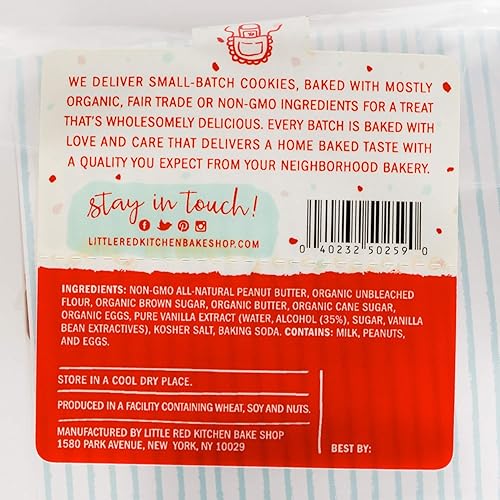 WE DELIVER SMALL-BATCH COOKIES, BAKED WITH MOSTLY
ORGANIC, FAIR TRADE OR NON-GMO INGREDIENTS FOR A TREAT
THAT'S WHOLESOMELY DELICIOUS. EVERY BATCH IS BAKED WITH
LOVE AND CARE THAT DELIVERS A HOME BAKED TASTE WITH
A QUALITY YOU EXPECT FROM YOUR NEIGHBORHOOD BAKERY.
stay in touch!
LITTLEREDKITCHENBAKESHOP.COM
0 40232 50259 0
INGREDIENTS: NON-GMO ALL-NATURAL PEANUT BUTTER, ORGANIC UNBLEACHED
FLOUR, ORGANIC BROWN SUGAR, ORGANIC BUTTER, ORGANIC CANE SUGAR,
ORGANIC EGGS, PURE VANILLA EXTRACT (WATER, ALCOHOL (35%), SUGAR, VANILLA
BEAN EXTRACTIVES), KOSHER SALT, BAKING SODA. CONTAINS: MILK, PEANUTS,
AND EGGS.
STORE IN A COOL DRY PLACE.
PRODUCED IN A FACILITY CONTAINING WHEAT, SOY AND NUTS.
MANUFACTURED BY LITTLE RED KITCHEN BAKE SHOP
1580 PARK AVENUE, NEW YORK, NY 10029
BEST BY: